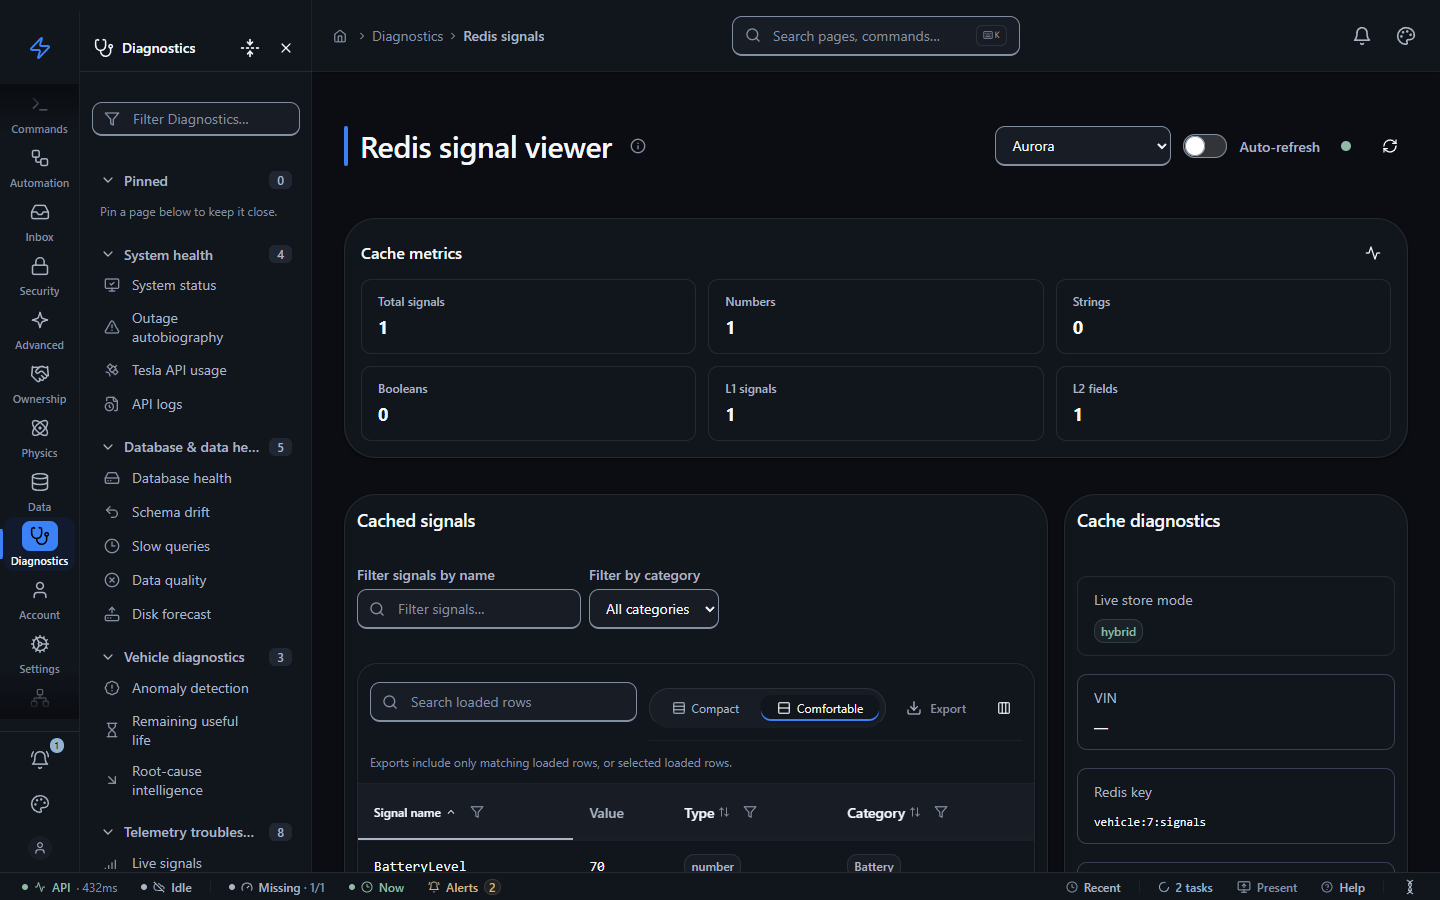 Diagnostics
Diagnostics
Redis signals
Search pages, commands...
K
Commands
Automation
Inbox
Security
Advanced
Ownership
Physics
Data
Diagnostics
Account
Settings
1
Filter Diagnostics...
Pinned
0
Pin a page below to keep it close.
System health
4
System status
Outage
autobiography
Tesla API usage
API logs
Database & data he...
5
Database health
Schema drift
Slow queries
Data quality
Disk forecast
Vehicle diagnostics
3
Anomaly detection
Remaining useful
life
Root-cause
intelligence
Telemetry troubles...
8
Live signals
Redis signal viewer
Aurora
Auto-refresh
Cache metrics
Total signals
1
Numbers
1
Strings
0
Booleans
0
L1 signals
1
L2 fields
1
Cached signals
Filter signals by name
Filter by category
Filter signals...
All categories
Search loaded rows
Compact
Comfortable
Export
Exports include only matching loaded rows, or selected loaded rows.
Signal name
Value
Type
Category
BatteryLevel
70
number
Battery
Cache diagnostics
Live store mode
hybrid
VIN
—
Redis key
vehicle:7:signals
API · 432ms
Idle
Missing · 1/1
Now
Alerts 2
Recent
2 tasks
Present
Help